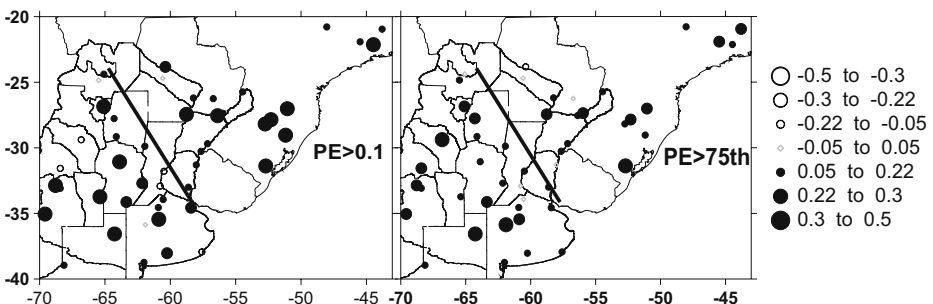 -20
-25
-30
-35
-40
-70 -65 -60 -55 -50 -45
PE>0.1
-70 -65 -60 -55 -50 -45
PE>75th
-0.5 to -0.3
-0.3 to -0.22
-0.22 to -0.05
-0.05 to 0.05
0.05 to 0.22
0.22 to 0.3
0.3 to 0.5